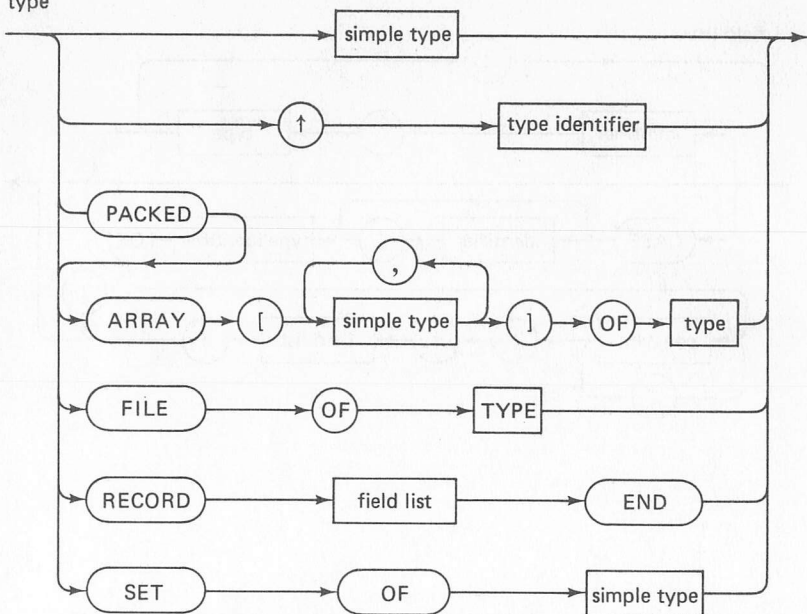 type
simple type
↑ type identifier
PACKED
,
ARRAY [ simple type ] OF type
FILE OF TYPE
RECORD field list END
SET OF simple type